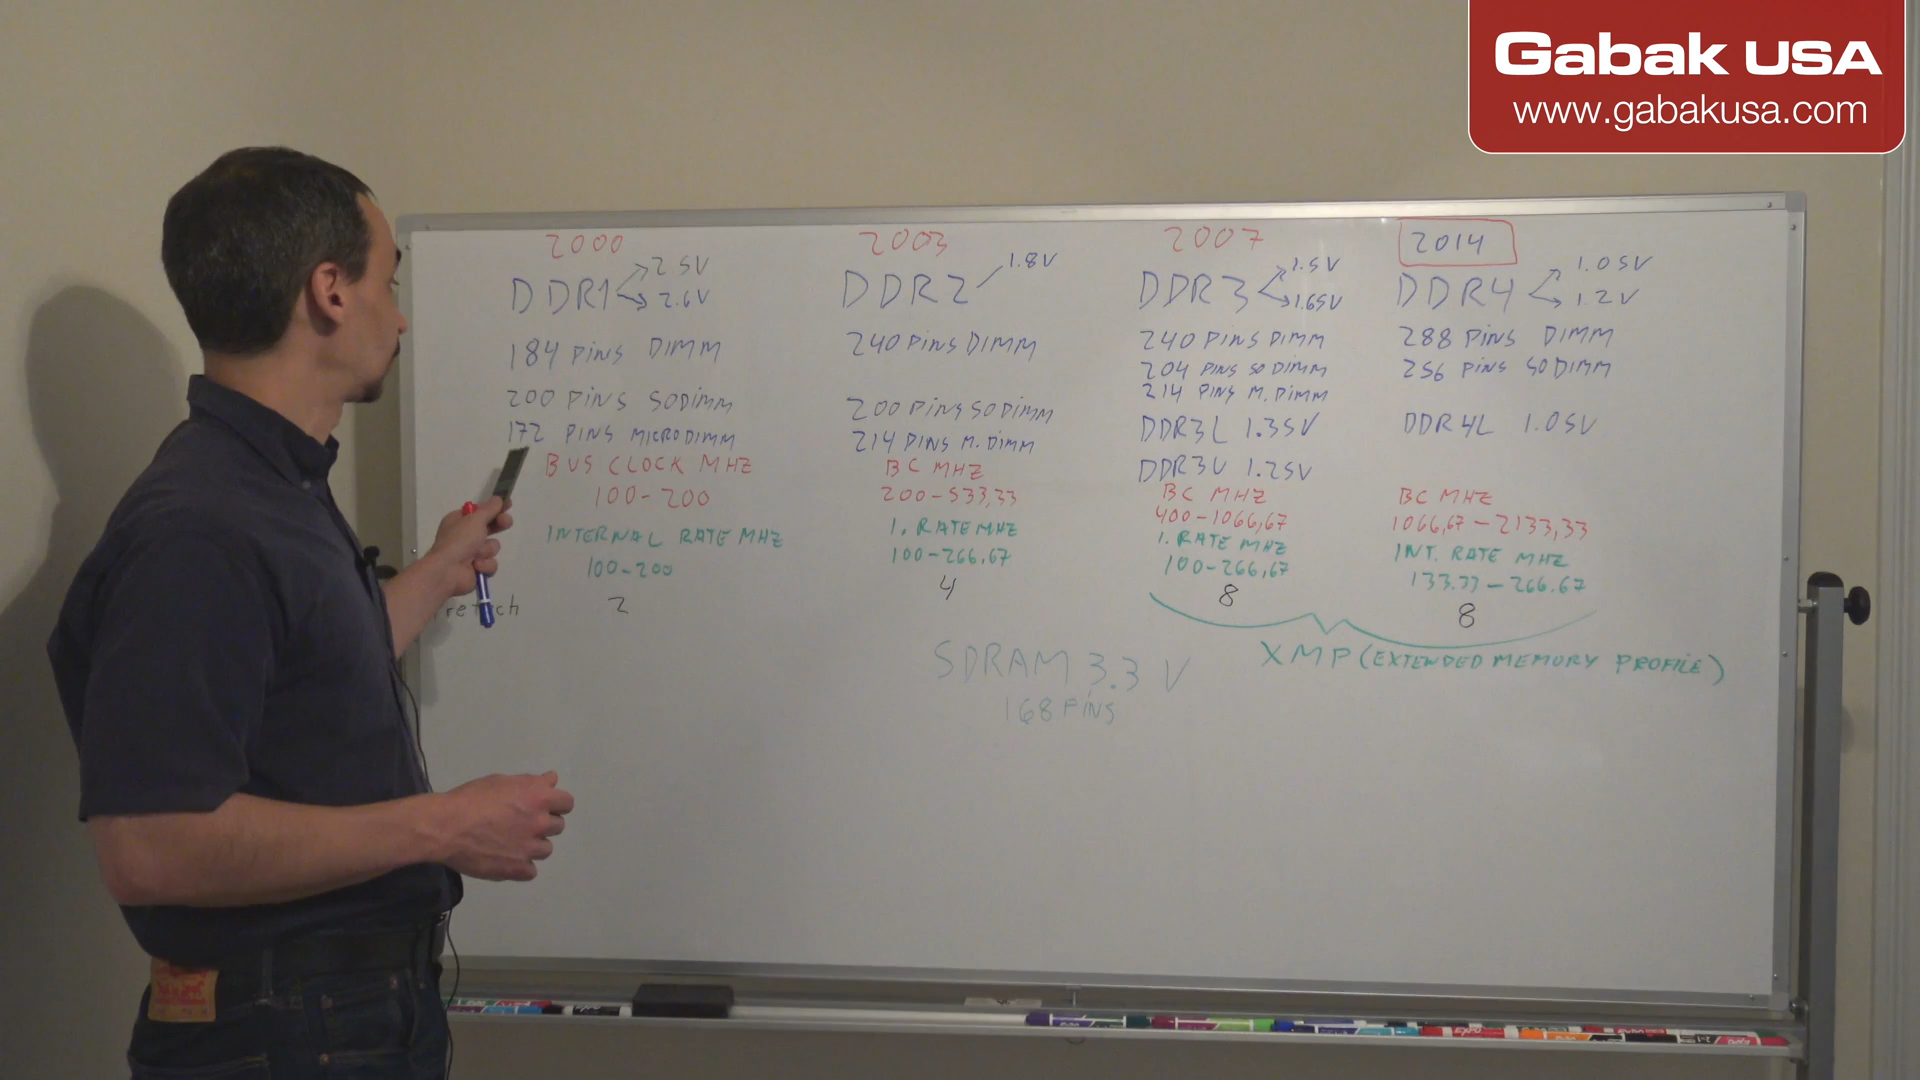 Gabak USA
www.gabakusa.com
2000
DDR1
2.5V
2.6V
184 PINS DIMM
200 PINS SODIMM
172 PINS MICRODIMM
BUS CLOCK MHZ
100-200
INTERNAL RATE MHZ
100-200
2
2003
DDR2
1.8V
240 PINS DIMM
200 PINS SODIMM
214 PINS M. DIMM
BC MHZ
200-533,33
1. RATE MHZ
100-266,67
4
2007
DDR3
1.5V
1.65V
240 PINS DIMM
204 PINS SO DIMM
214 PINS M. DIMM
DDR3L 1.35V
DDR3U 1.25V
BC MHZ
400-1066,67
1. RATE MHZ
100-266,67
8
2014
DDR4
1.05V
1.2V
288 PINS DIMM
256 PINS SODIMM
DDR4L 1.05V
BC MHZ
1066,67-2133,33
INT. RATE MHZ
133.33-266.67
8
XMP (EXTENDED MEMORY PROFILE)
SDRAM 3.3 V
168 PINS